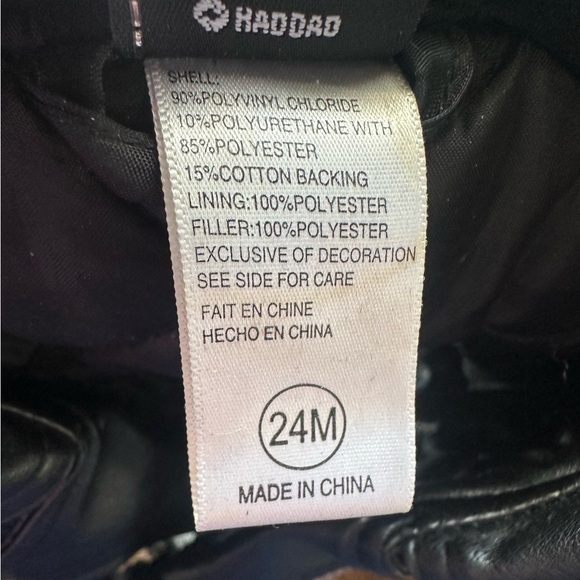 HADDAD
SHELL:
90%POLYVINYL CHLORIDE
10%POLYURETHANE WITH
85%POLYESTER
15%COTTON BACKING
LINING:100%POLYESTER
FILLER:100%POLYESTER
EXCLUSIVE OF DECORATION
SEE SIDE FOR CARE
FAIT EN CHINE
HECHO EN CHINA
24M
MADE IN CHINA